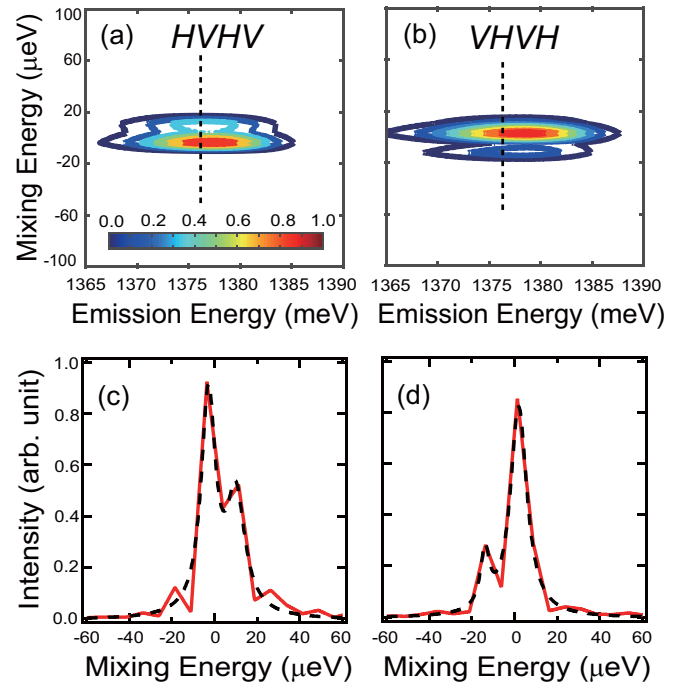 (a) HVHV
(b) VHVH
Mixing Energy (µeV)
100
60
20
-20
-60
-100
0.0 0.2 0.4 0.6 0.8 1.0
1365 1370 1375 1380 1385 1390
1365 1370 1375 1380 1385 1390
Emission Energy (meV)
Emission Energy (meV)
(c)
(d)
Intensity (arb. unit)
1.0
0.8
0.6
0.4
0.2
0.0
-60 -40 -20 0 20 40 60
-60 -40 -20 0 20 40 60
Mixing Energy (µeV)
Mixing Energy (µeV)